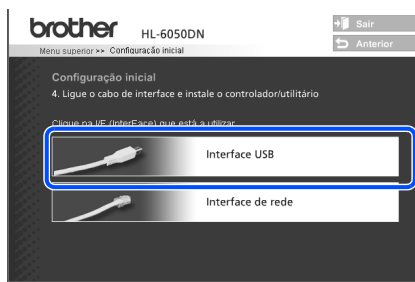 brother HL-6050DN
Sair
Anterior
Menu superior >> Configuração inicial
Configuração inicial
4. Ligue o cabo de interface e instale o controlador/utilitário
Clique na I/F (InterFace) que está a utilizar
Interface USB
Interface de rede